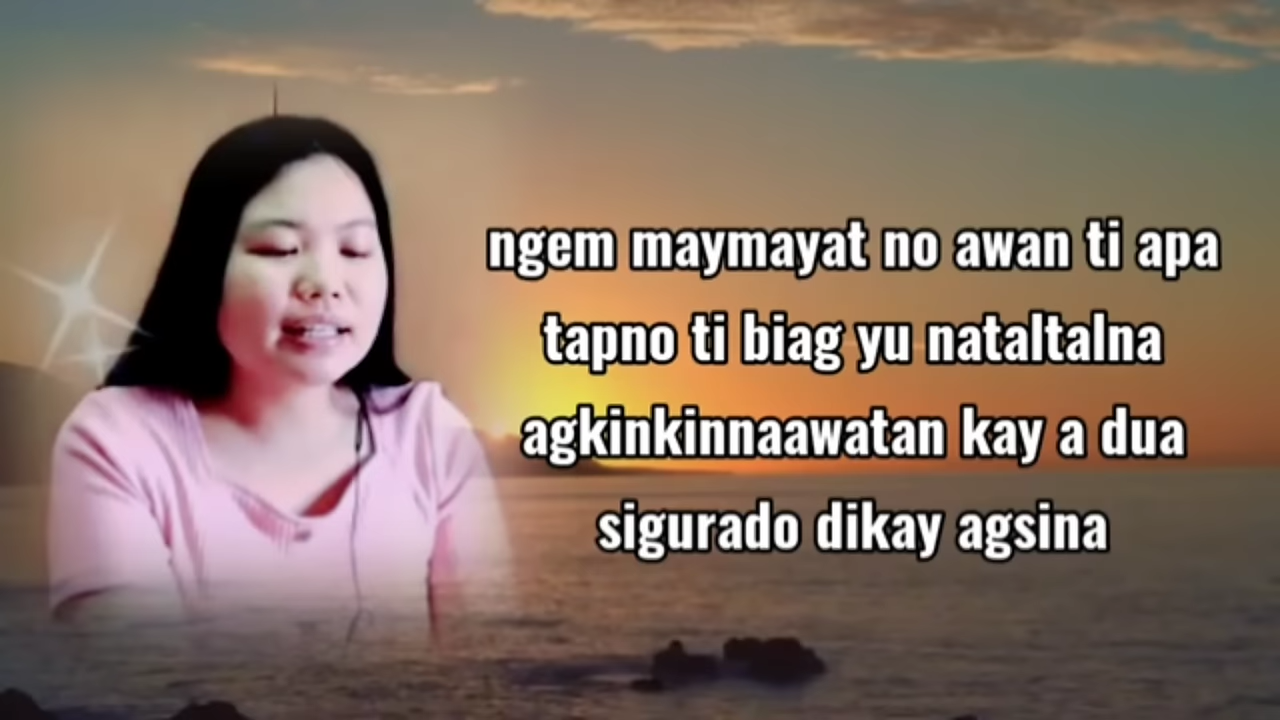 ngem maymayat no awan ti apa
tapno ti biag yu nataltalna
agkinkinnaawatan kay a dua
sigurado dikay agsina